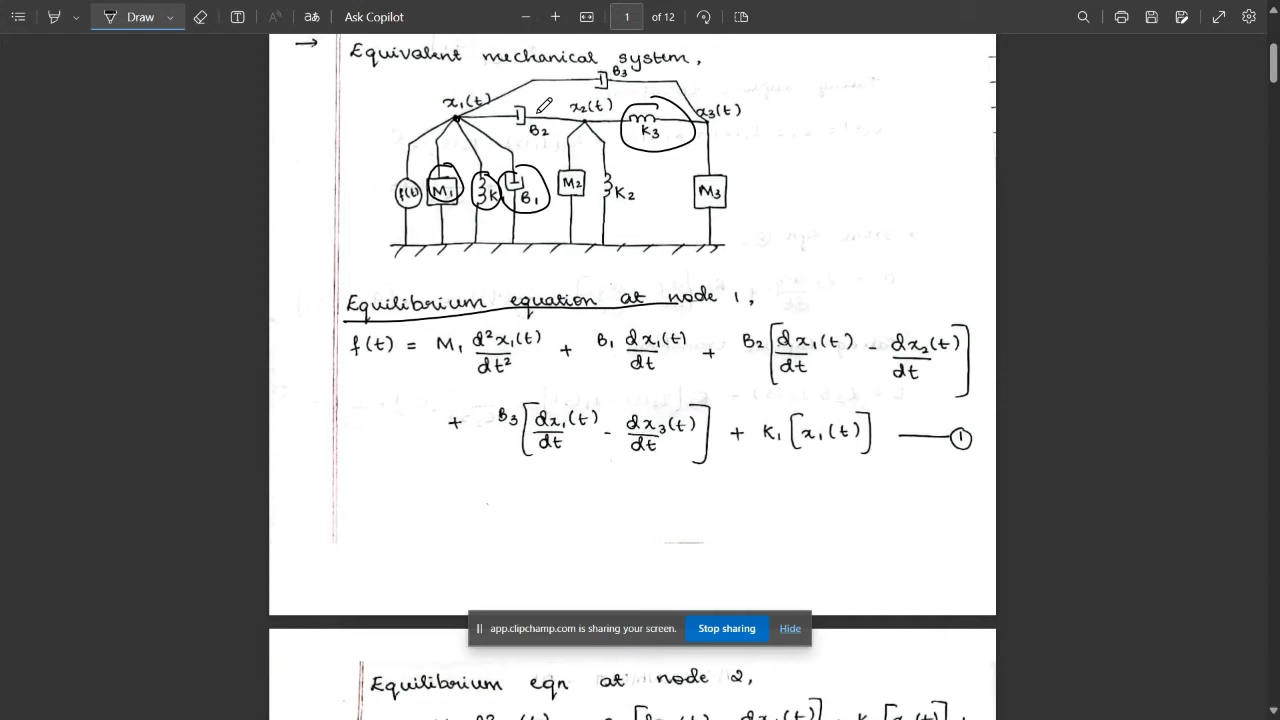 Draw
Ask Copilot
1 of 12
→ Equivalent mechanical system,
B3
x1(t) x2(t) x3(t)
B2 K3
f(t) M1 K B1 M2 K2 M3
Equilibrium equation at node 1,
f(t) = M1 d²x1(t)/dt² + B1 dx1(t)/dt + B2 [dx1(t)/dt - dx2(t)/dt]
+ B3 [dx1(t)/dt - dx3(t)/dt] + K1 [x1(t)] —— ①
app.clipchamp.com is sharing your screen. Stop sharing Hide
Equilibrium eqn at node 2,